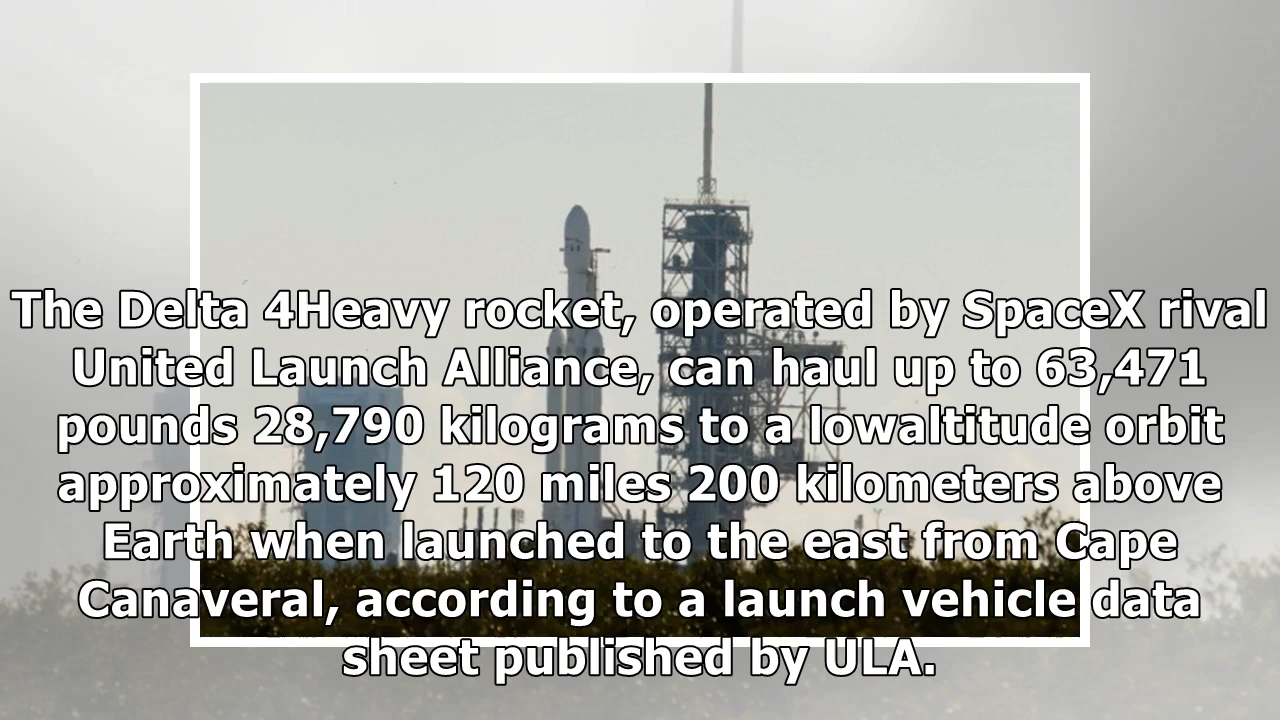 The Delta 4Heavy rocket, operated by SpaceX rival
United Launch Alliance, can haul up to 63,471
pounds 28,790 kilograms to a lowaltitude orbit
approximately 120 miles 200 kilometers above
Earth when launched to the east from Cape
Canaveral, according to a launch vehicle data
sheet published by ULA.